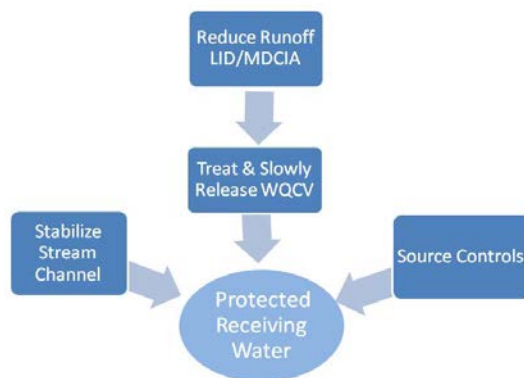 Reduce Runoff
LID/MDCIA
Treat & Slowly
Release WQCV
Stabilize
Stream
Channel
Source Controls
Protected
Receiving
Water